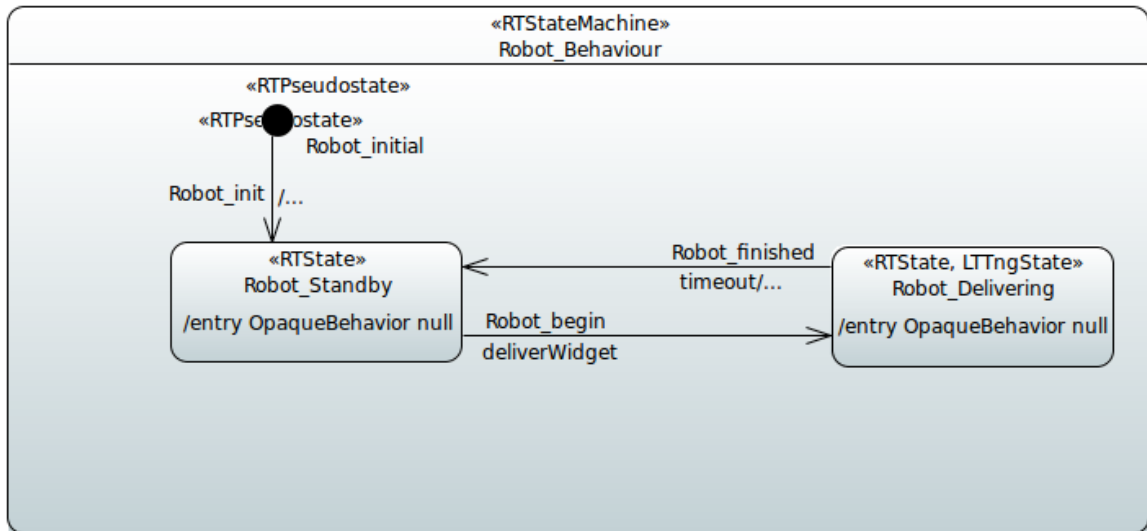 «RTStateMachine»
Robot_Behaviour
«RTPseudostate»
«RTPseudostate»
Robot_initial
Robot_init
/...
«RTState»
Robot_Standby
/entry OpaqueBehavior null
Robot_finished
timeout/...
Robot_begin
deliverWidget
«RTState, LTTngState»
Robot_Delivering
/entry OpaqueBehavior null